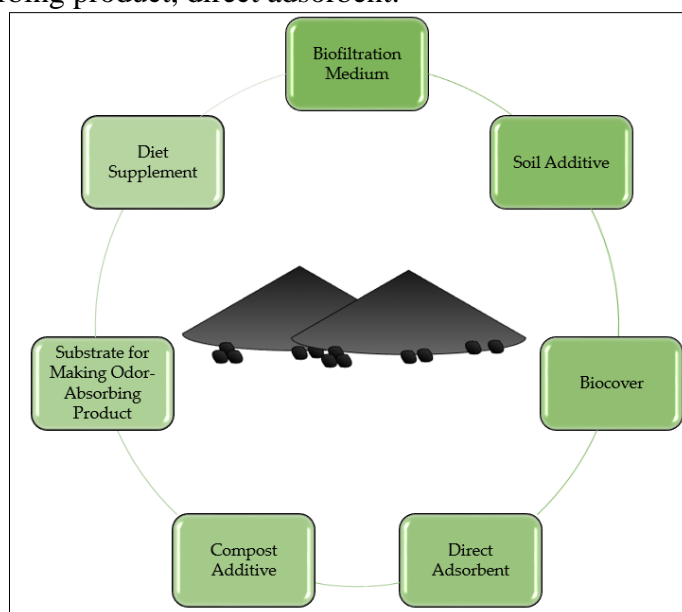 product, direct adsorbent.
Biofiltration
Medium
Soil Additive
Biocover
Direct
Adsorbent
Compost
Additive
Substrate for
Making Odor-
Absorbing
Product
Diet
Supplement